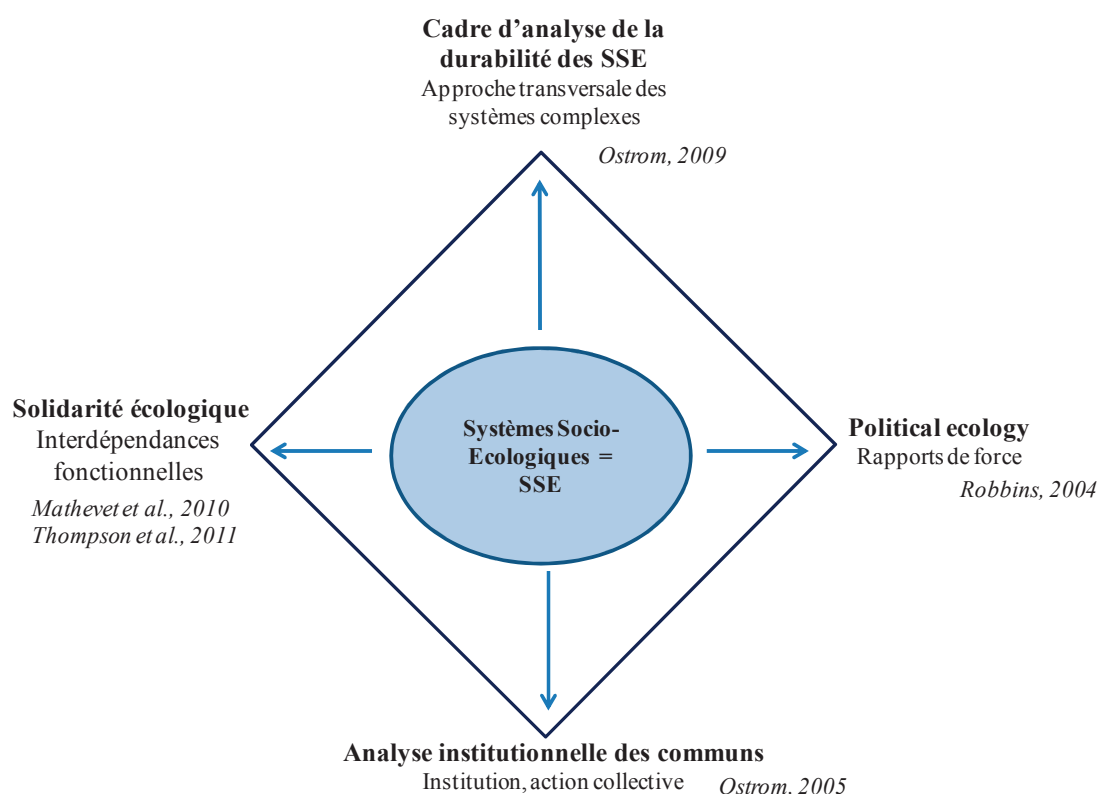 Cadre d'analyse de la
durabilité des SSE
Approche transversale des
systèmes complexes
Ostrom, 2009
Solidarité écologique
Interdépendances
fonctionnelles
Mathevet et al., 2010
Thompson et al., 2011
Systèmes Socio-
Ecologiques =
SSE
Political ecology
Rapports de force
Robbins, 2004
Analyse institutionnelle des communs
Institution, action collective
Ostrom, 2005